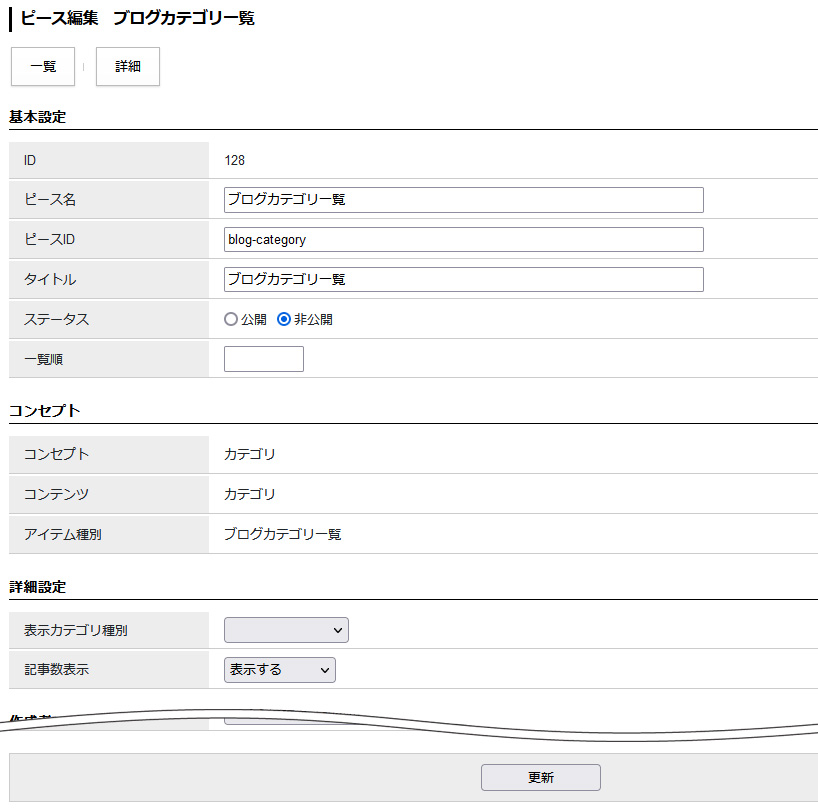 ピース編集　ブログカテゴリ一覧
一覧
詳細
基本設定
ID 128
ピース名 ブログカテゴリ一覧
ピースID blog-category
タイトル ブログカテゴリ一覧
ステータス 公開 非公開
一覧順
コンセプト
コンセプト カテゴリ
コンテンツ カテゴリ
アイテム種別 ブログカテゴリ一覧
詳細設定
表示カテゴリ種別
記事数表示 表示する
更新